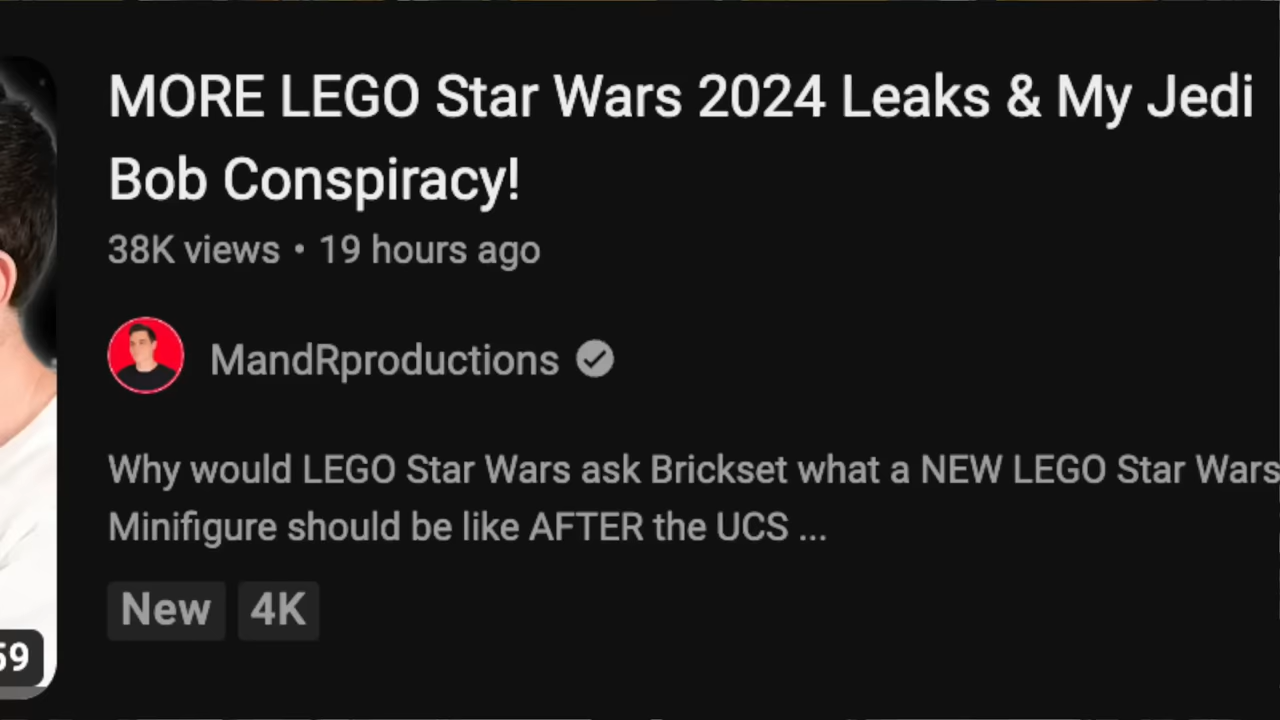 MORE LEGO Star Wars 2024 Leaks & My Jedi
Bob Conspiracy!
38K views • 19 hours ago
MandRproductions
Why would LEGO Star Wars ask Brickset what a NEW LEGO Star Wars
Minifigure should be like AFTER the UCS ...
New 4K
59